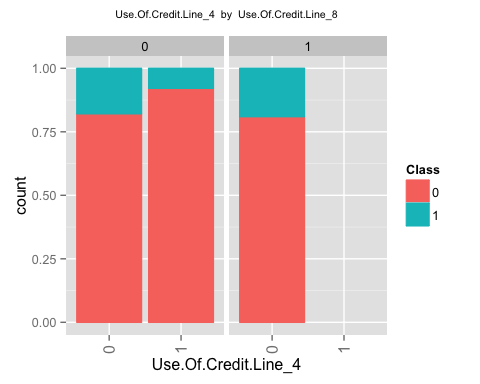 Use.Of.Credit.Line_4 by Use.Of.Credit.Line_8
0 1
1.00
0.75
0.50
0.25
0.00
count
0 1 0 1
Use.Of.Credit.Line_4
Class
0
1